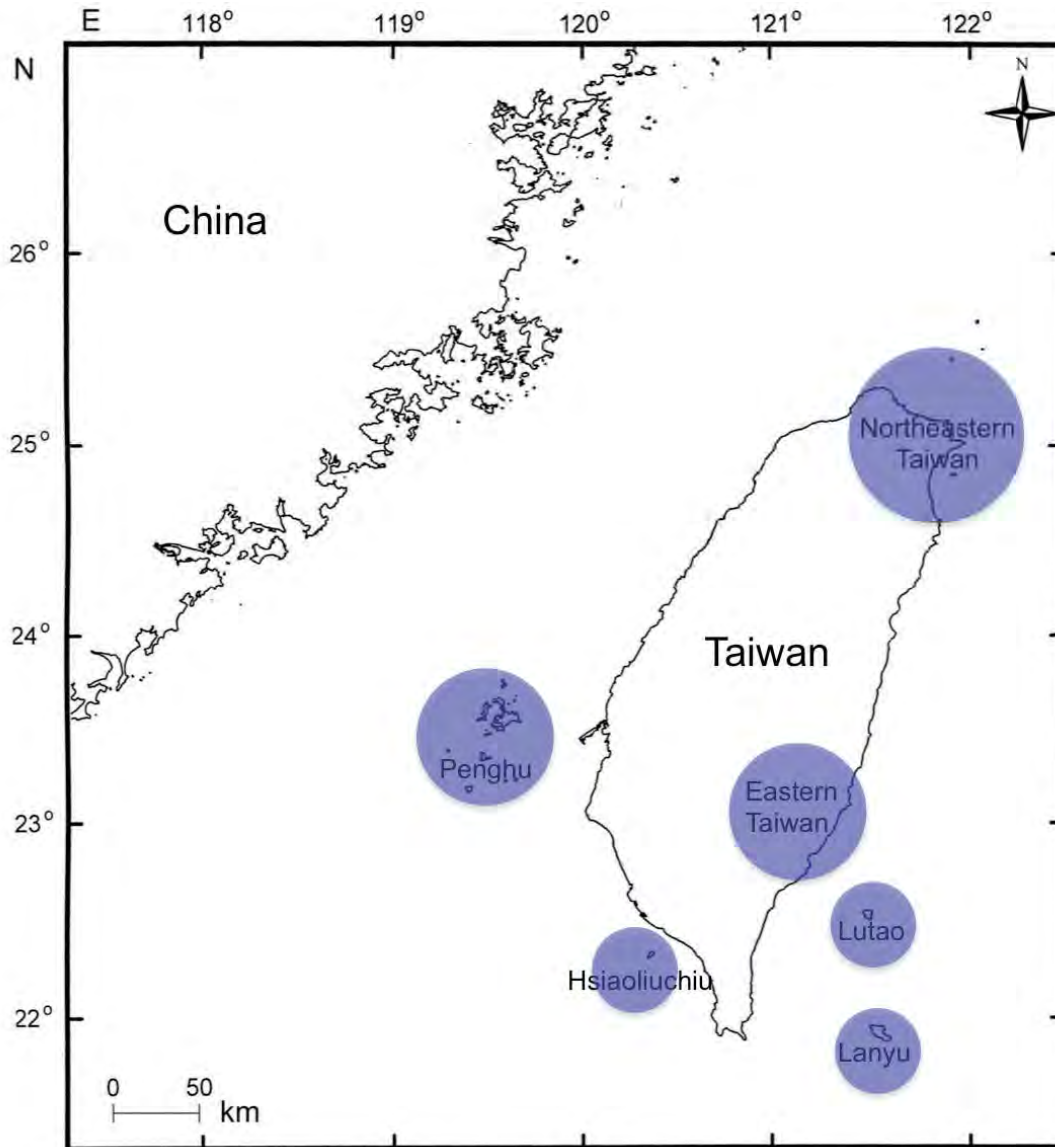 E 118° 119° 120° 121° 122°
N
N
China
26°
25°
Northeastern
Taiwan
24°
Taiwan
Penghu
23°
Eastern
Taiwan
Lutao
Hsiaoliuchiu
22°
Lanyu
0 50
km